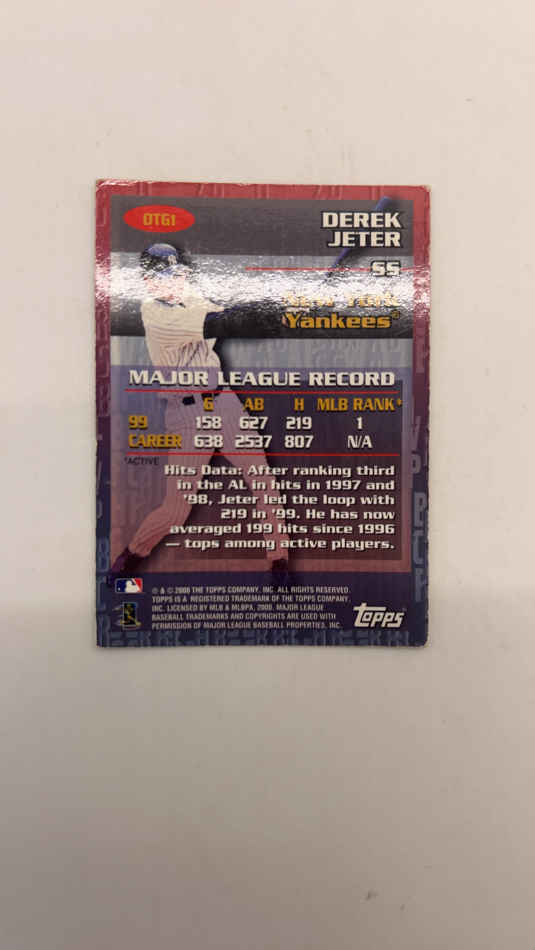 OTG1
DEREK
JETER
SS
New York
Yankees®
MAJOR LEAGUE RECORD
G AB H MLB RANK*
99 158 627 219 1
CAREER 638 2537 807 N/A
*ACTIVE
Hits Data: After ranking third
in the AL in hits in 1997 and
'98, Jeter led the loop with
219 in '99. He has now
averaged 199 hits since 1996
— tops among active players.
® & © 2000 THE TOPPS COMPANY, INC. ALL RIGHTS RESERVED.
TOPPS IS A REGISTERED TRADEMARK OF THE TOPPS COMPANY,
INC. LICENSED BY MLB & MLBPA, 2000. MAJOR LEAGUE
BASEBALL TRADEMARKS AND COPYRIGHTS ARE USED WITH
PERMISSION OF MAJOR LEAGUE BASEBALL PROPERTIES, INC.
Topps